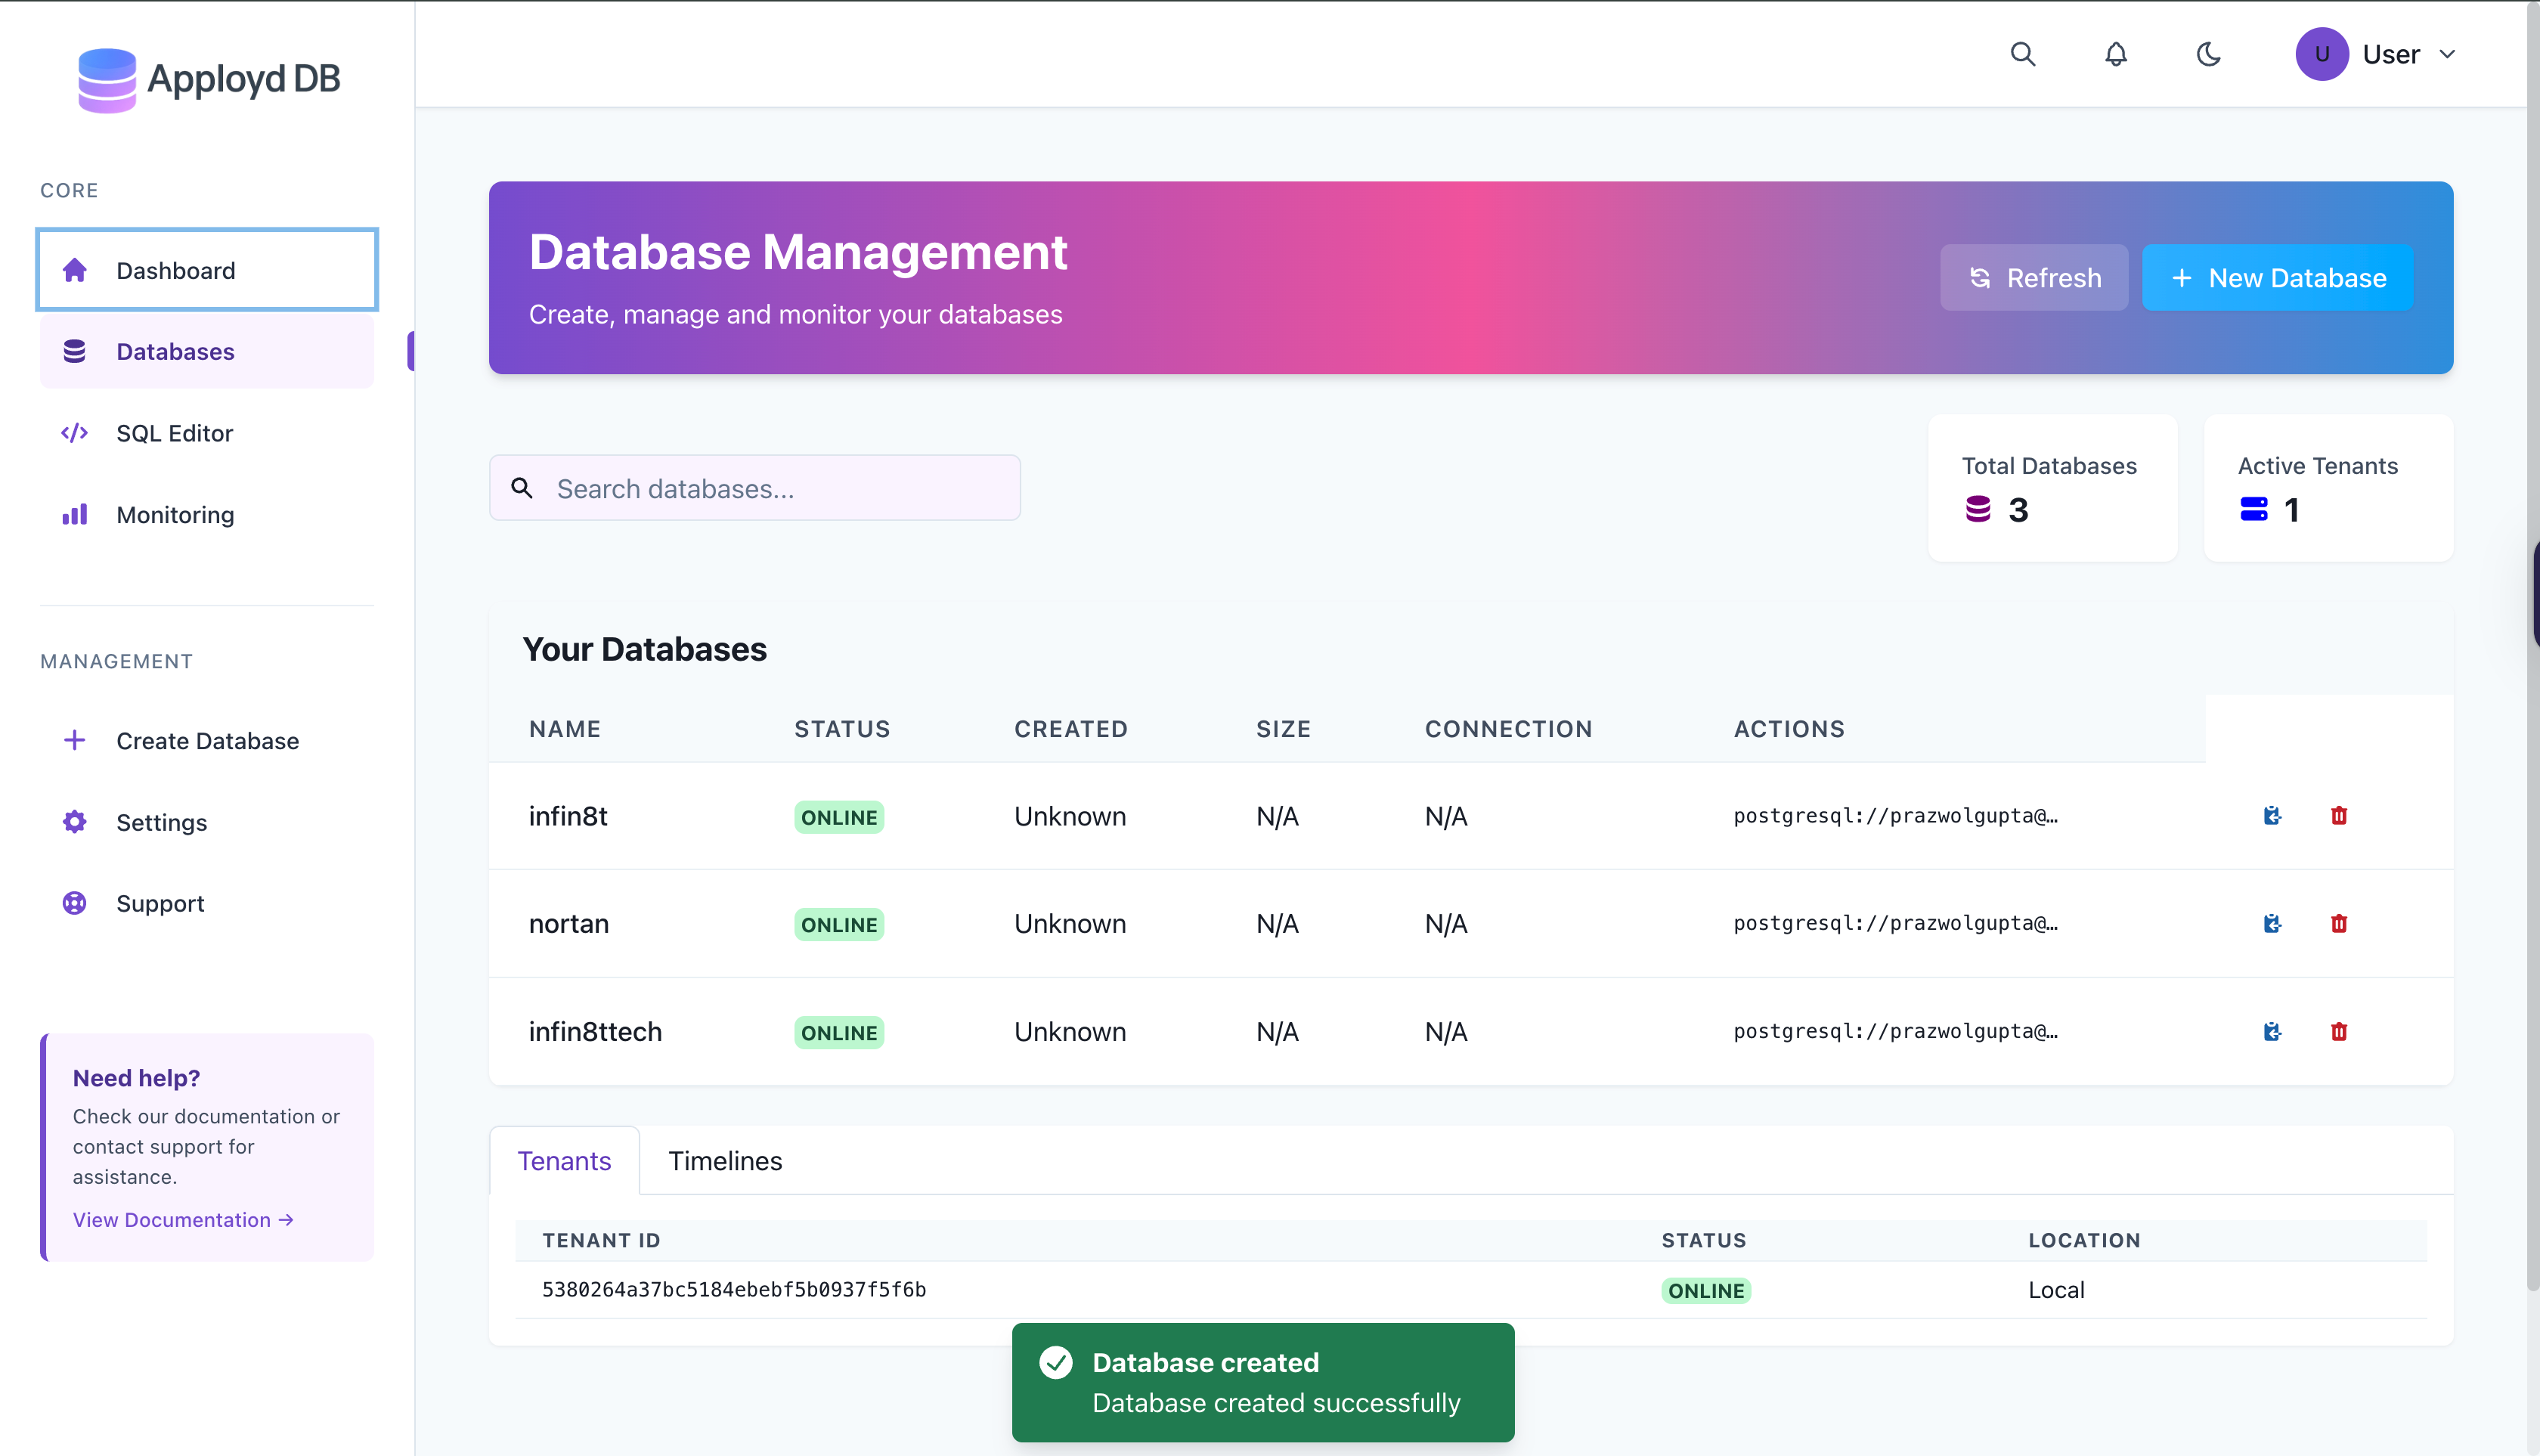 Apployd DB
U
User
CORE
Dashboard
Databases
SQL Editor
Monitoring
MANAGEMENT
Create Database
Settings
Support
Need help?
Check our documentation or
contact support for
assistance.
View Documentation →
Database Management
Create, manage and monitor your databases
Refresh
+ New Database
Search databases...
Total Databases
3
Active Tenants
1
Your Databases
NAME STATUS CREATED SIZE CONNECTION ACTIONS
infin8t ONLINE Unknown N/A N/A postgresql://prazwolgupta@…
nortan ONLINE Unknown N/A N/A postgresql://prazwolgupta@…
infin8ttech ONLINE Unknown N/A N/A postgresql://prazwolgupta@…
Tenants Timelines
TENANT ID STATUS LOCATION
5380264a37bc5184ebebf5b0937f5f6b ONLINE Local
Database created
Database created successfully